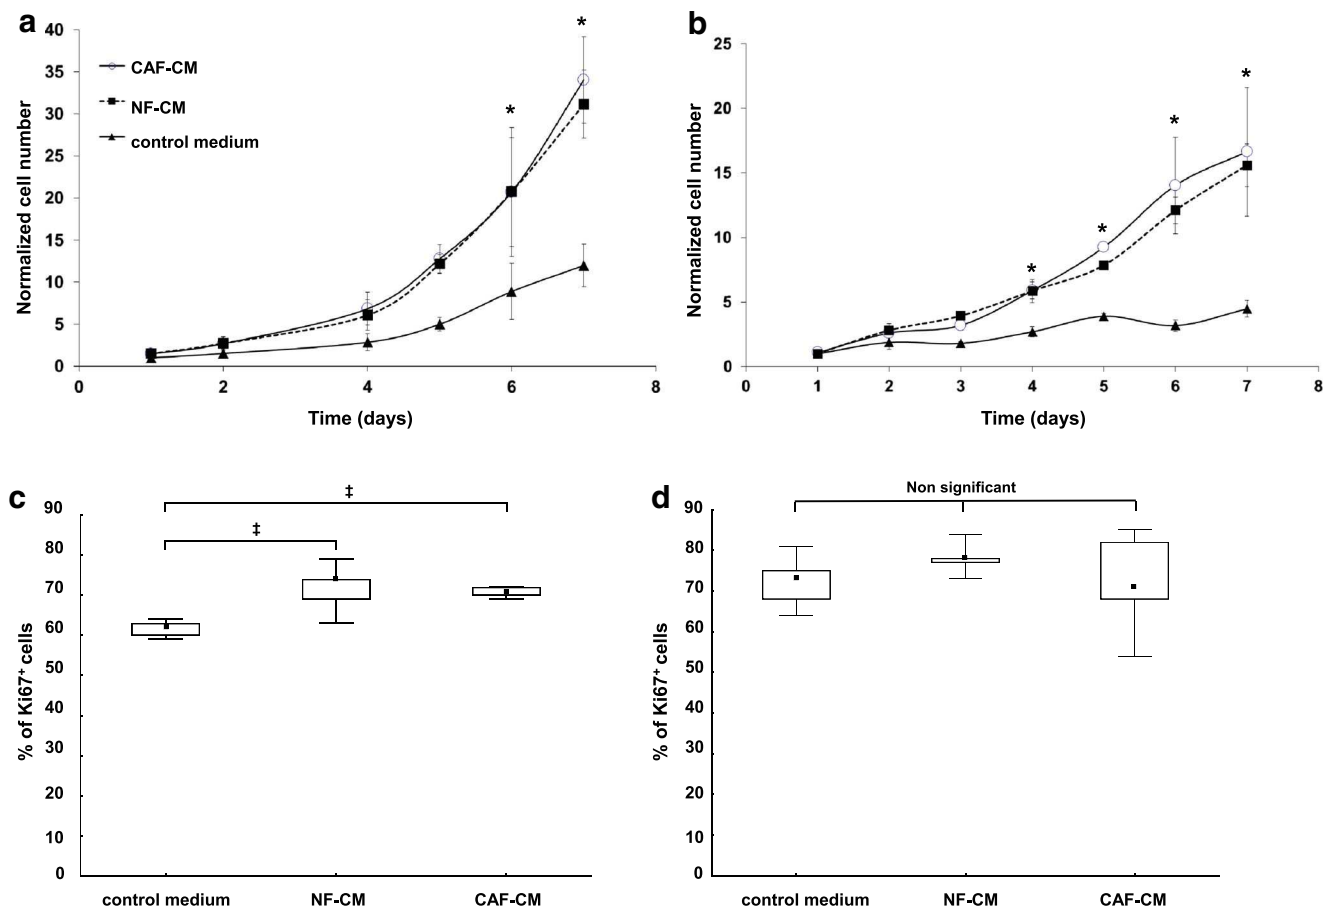 a
Normalized cell number
40
35
30
25
20
15
10
5
0
CAF-CM
NF-CM
control medium
*
*
0 2 4 6 8
Time (days)
b
Normalized cell number
25
20
15
10
5
0
*
*
*
*
0 1 2 3 4 5 6 7 8
Time (days)
c
% of Ki67⁺ cells
90
80
70
60
50
40
30
20
10
0
‡
‡
control medium NF-CM CAF-CM
d
% of Ki67⁺ cells
90
80
70
60
50
40
30
20
10
0
Non significant
control medium NF-CM CAF-CM